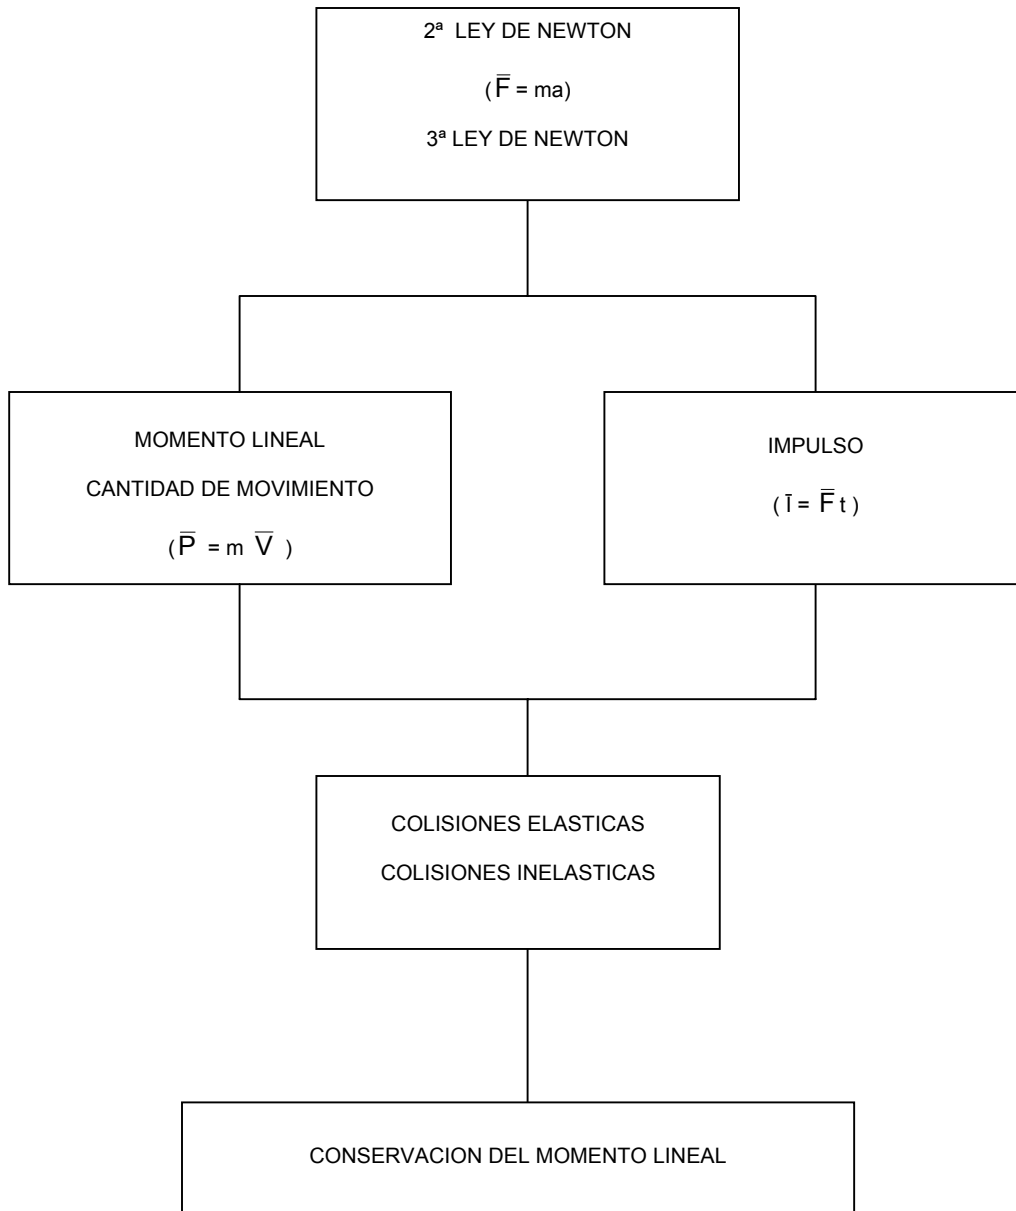 2ª LEY DE NEWTON
( F̅ = ma)
3ª LEY DE NEWTON
MOMENTO LINEAL
CANTIDAD DE MOVIMIENTO
( P̅ = m V̅ )
IMPULSO
( Ī = F̅ t )
COLISIONES ELASTICAS
COLISIONES INELASTICAS
CONSERVACION DEL MOMENTO LINEAL